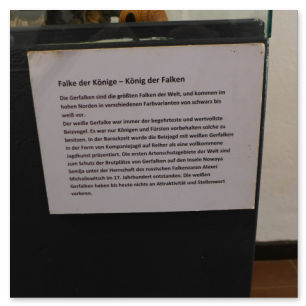 Falke der Könige – König der Falken
Die Gerfalken sind die größten Falken der Welt, und kommen im
hohen Norden in verschiedenen Farbvarianten von schwarz bis
weiß vor.
Der weiße Gerfalke war immer der begehrteste und wertvollste
Beizvogel. Es war nur Königen und Fürsten vorbehalten solche zu
besitzen. In der Barockzeit wurde die Beizjagd mit weißen Gerfalken
in der Form von Kompaniejagd auf Reiher als eine vollkommene
Jagdkunst präsentiert. Die ersten Artenschutzgebiete der Welt sind
zum Schutz der Brutplätze von Gerfalken auf den Inseln Nowaya
Semlja unter der Herrschaft des russischen Falkenzaren Alexei
Michailowitsch im 17. Jahrhundert entstanden. Die weißen
Gerfalken haben bis heute nichts an Attraktivität und Stellenwert
verloren.